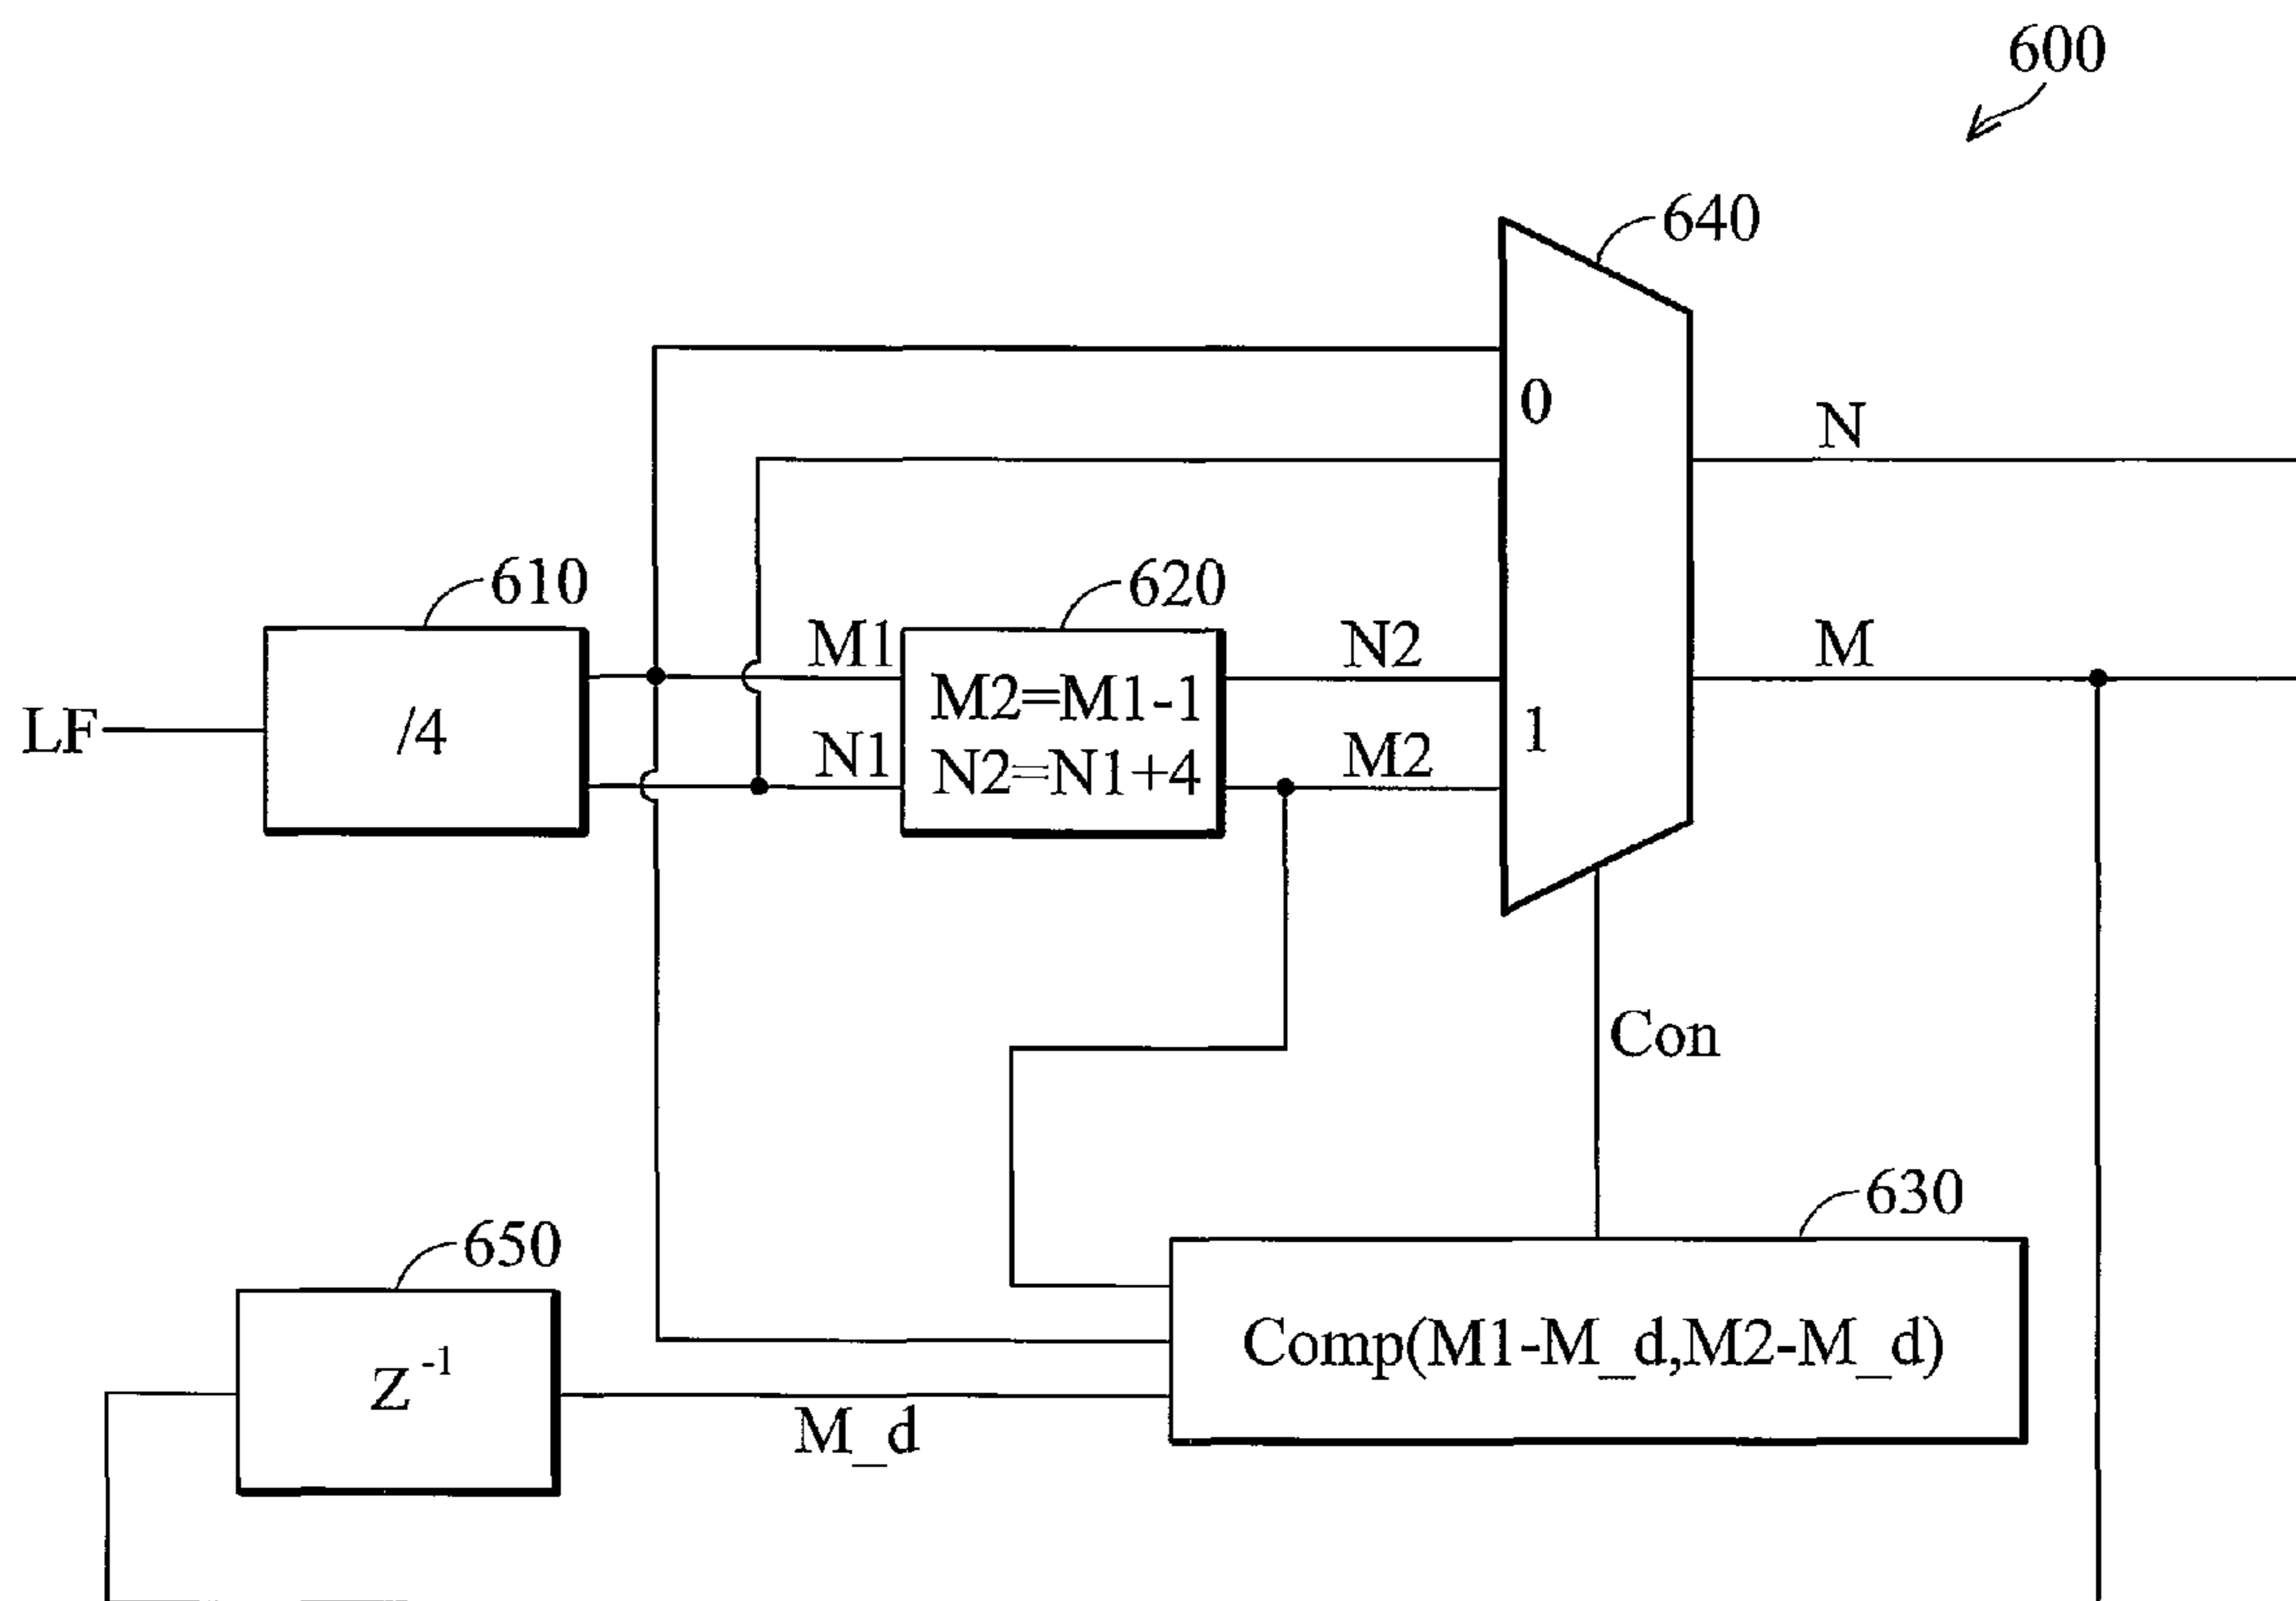 600
640
0
N
610
620
M1
M2=M1-1
N2
M
LF
/4
N1
N2=N1+4
M2
1
Con
630
650
Z⁻¹
Comp(M1-M_d,M2-M_d)
M_d